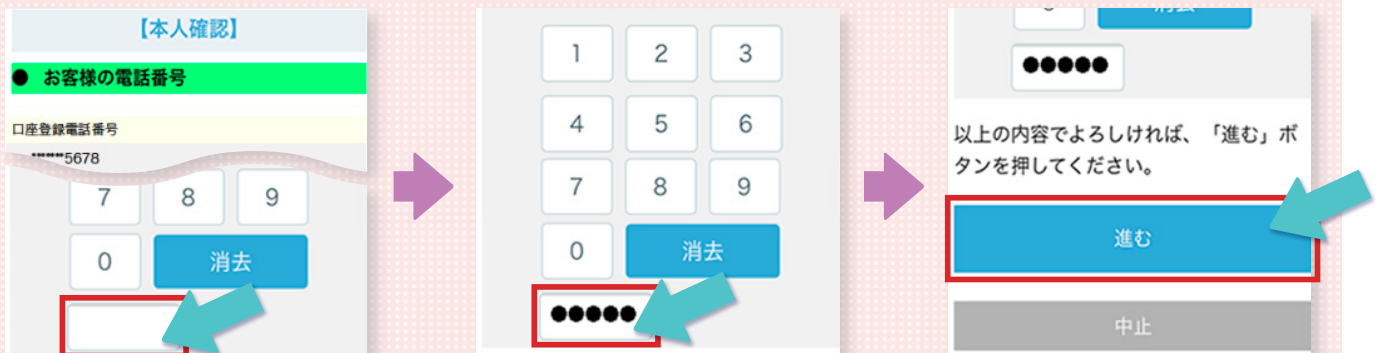 【本人確認】
● お客様の電話番号
口座登録電話番号
******5678
7 8 9
0 消去
1 2 3
4 5 6
7 8 9
0 消去
●●●●●
消去
●●●●●
以上の内容でよろしければ、「進む」ボ
タンを押してください。
進む
中止